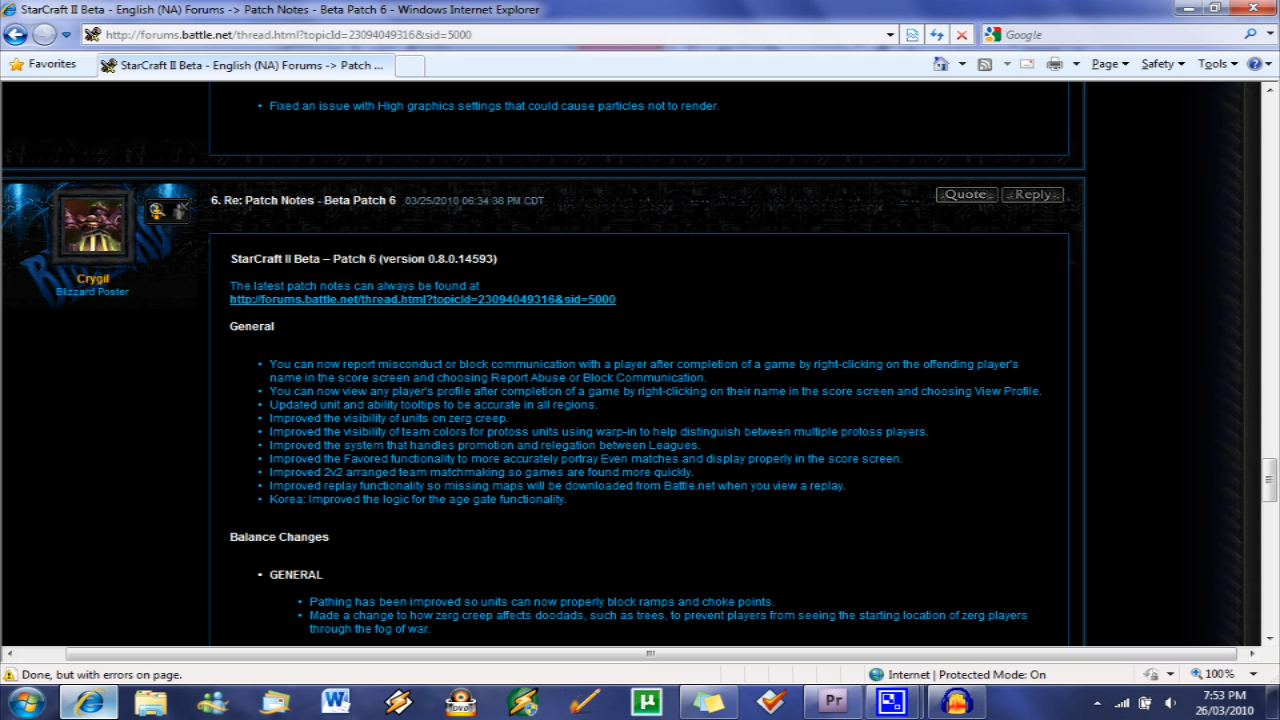 StarCraft II Beta - English (NA) Forums -> Patch Notes - Beta Patch 6 - Windows Internet Explorer
http://forums.battle.net/thread.html?topicId=23094049316&sid=5000
Google
Favorites
StarCraft II Beta - English (NA) Forums -> Patch ...
Page
Safety
Tools
• Fixed an issue with High graphics settings that could cause particles not to render.
6. Re: Patch Notes - Beta Patch 6 03/25/2010 06:34:38 PM CDT
Quote
Reply
Crygil
Blizzard Poster
StarCraft II Beta – Patch 6 (version 0.8.0.14593)
The latest patch notes can always be found at
http://forums.battle.net/thread.html?topicId=23094049316&sid=5000
General
• You can now report misconduct or block communication with a player after completion of a game by right-clicking on the offending player's
name in the score screen and choosing Report Abuse or Block Communication.
• You can now view any player's profile after completion of a game by right-clicking on their name in the score screen and choosing View Profile.
• Updated unit and ability tooltips to be accurate in all regions.
• Improved the visibility of units on zerg creep.
• Improved the visibility of team colors for protoss units using warp-in to help distinguish between multiple protoss players.
• Improved the system that handles promotion and relegation between Leagues.
• Improved the Favored functionality to more accurately portray Even matches and display properly in the score screen.
• Improved 2v2 arranged team matchmaking so games are found more quickly.
• Improved replay functionality so missing maps will be downloaded from Battle.net when you view a replay.
• Korea: Improved the logic for the age gate functionality.
Balance Changes
• GENERAL
• Pathing has been improved so units can now properly block ramps and choke points.
• Made a change to how zerg creep affects doodads, such as trees, to prevent players from seeing the starting location of zerg players
through the fog of war.
Done, but with errors on page.
Internet | Protected Mode: On
100%
DVD
Pr
7:53 PM
26/03/2010